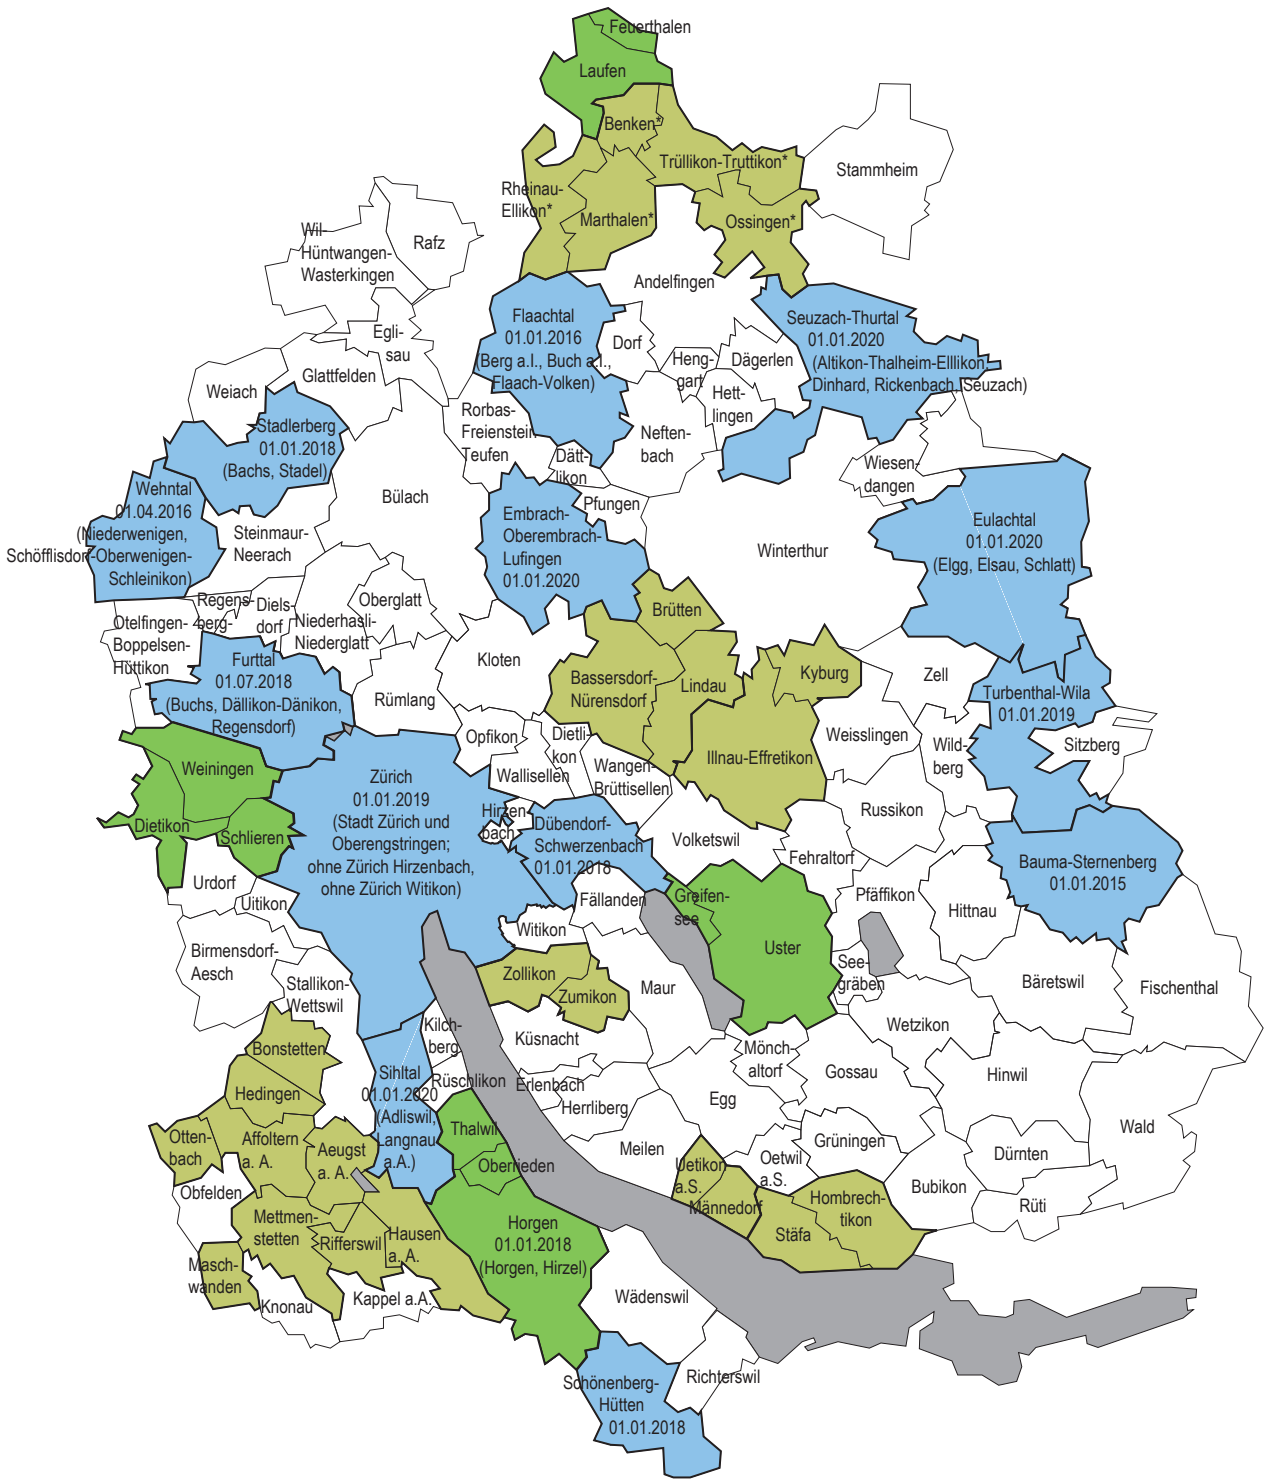 Feuerthalen
Laufen
Benken*
Trüllikon-Truttikon*
Stammheim
Rheinau-
Ellikon*
Marthalen*
Ossingen*
Wil-
Hüntwangen-
Wasterkingen
Rafz
Andelfingen
Egli-
sau
Flaachtal
01.01.2016
(Berg a.I., Buch a.I.,
Flaach-Volken)
Dorf
Heng-
gart
Dägerlen
Seuzach-Thurtal
01.01.2020
(Altikon-Thalheim-Elllikon,
Dinhard, Rickenbach, Seuzach)
Weiach
Glattfelden
Hett-
lingen
Stadlerberg
01.01.2018
(Bachs, Stadel)
Rorbas-
Freienstein
Teufen
Neften-
bach
Dätt-
likon
Wiesen-
dangen
Wehntal
01.04.2016
(Niederwenigen,
Schöfflisdorf-Oberwenigen-
Schleinikon)
Bülach
Pfungen
Steinmaur-
Neerach
Embrach-
Oberembrach-
Lufingen
01.01.2020
Winterthur
Eulachtal
01.01.2020
(Elgg, Elsau, Schlatt)
Regens-
berg-
Diels-
dorf
Oberglatt
Niederhasli-
Niederglatt
Otelfingen-
Boppelsen-
Hüttikon
Brütten
Furttal
01.07.2018
(Buchs, Dällikon-Dänikon,
Regensdorf)
Kloten
Rümlang
Bassersdorf-
Nürensdorf
Lindau
Kyburg
Zell
Turbenthal-Wila
01.01.2019
Opfikon
Dietli-
kon
Illnau-Effretikon
Weisslingen
Wild-
berg
Sitzberg
Weiningen
Zürich
01.01.2019
(Stadt Zürich und
Oberengstringen;
ohne Zürich Hirzenbach,
ohne Zürich Witikon)
Wallisellen
Wangen-
Brüttisellen
Russikon
Dietikon
Schlieren
Hirzen-
bach
Dübendorf-
Schwerzenbach
01.01.2018
Volketswil
Fehraltorf
Bauma-Sternenberg
01.01.2015
Urdorf
Uitikon
Fällanden
Greifen-
see
Pfäffikon
Hittnau
Witikon
Uster
Birmensdorf-
Aesch
Stallikon-
Wettswil
Zollikon
Zumikon
Maur
See-
gräben
Bäretswil
Fischenthal
Kilch-
berg
Küsnacht
Wetzikon
Bonstetten
Mönch-
altorf
Gossau
Hinwil
Hedingen
Sihltal
01.01.2020
(Adliswil,
Langnau
a.A.)
Rüschlikon
Erlenbach
Herrliberg
Egg
Otten-
bach
Affoltern
a. A.
Aeugst
a. A.
Thalwil
Oberrieden
Meilen
Grüningen
Wald
Dürnten
Obfelden
Uetikon
a.S.
Oetwil
a.S.
Männedorf
Hombrech-
tikon
Bubikon
Rüti
Mettmen-
stetten
Rifferswil
Hausen
a. A.
Horgen
01.01.2018
(Horgen, Hirzel)
Stäfa
Masch-
wanden
Knonau
Kappel a.A.
Wädenswil
Richterswil
Schönenberg-
Hütten
01.01.2018